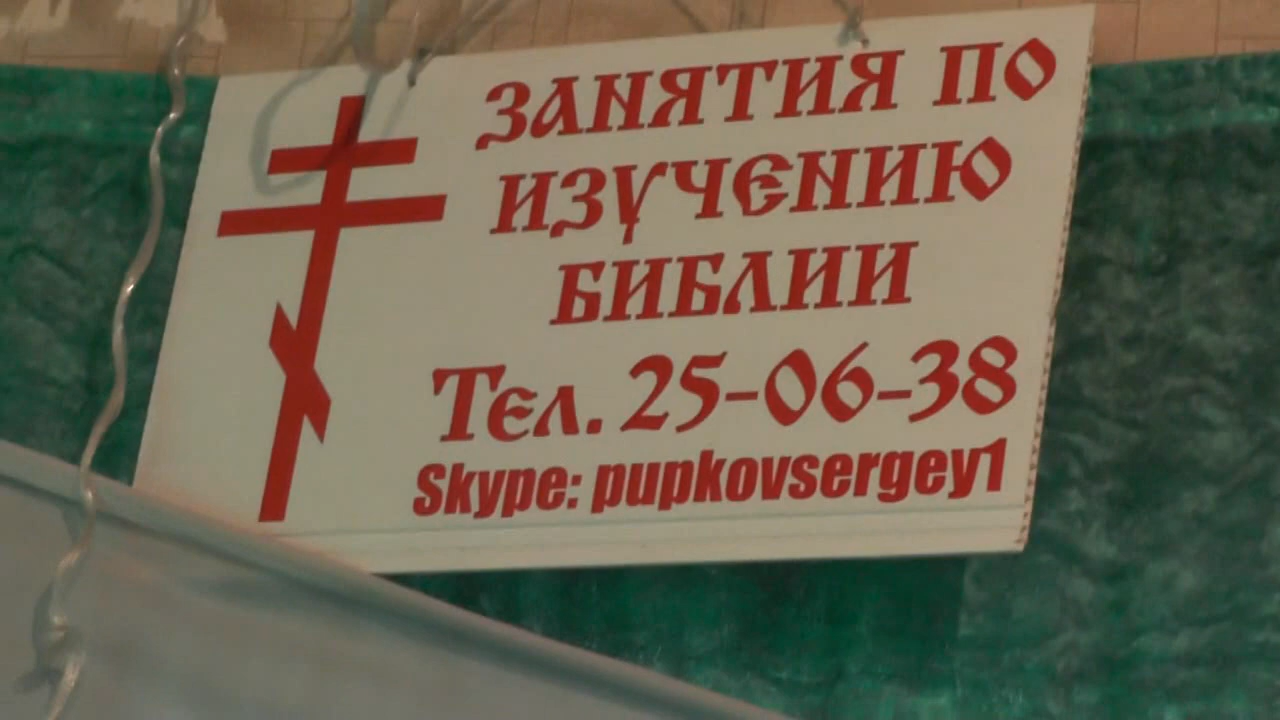 ЗАНЯТИЯ ПО
ИЗУЧЕНИЮ
БИБЛИИ
Тел. 25-06-38
Skype: pupkovsergey1